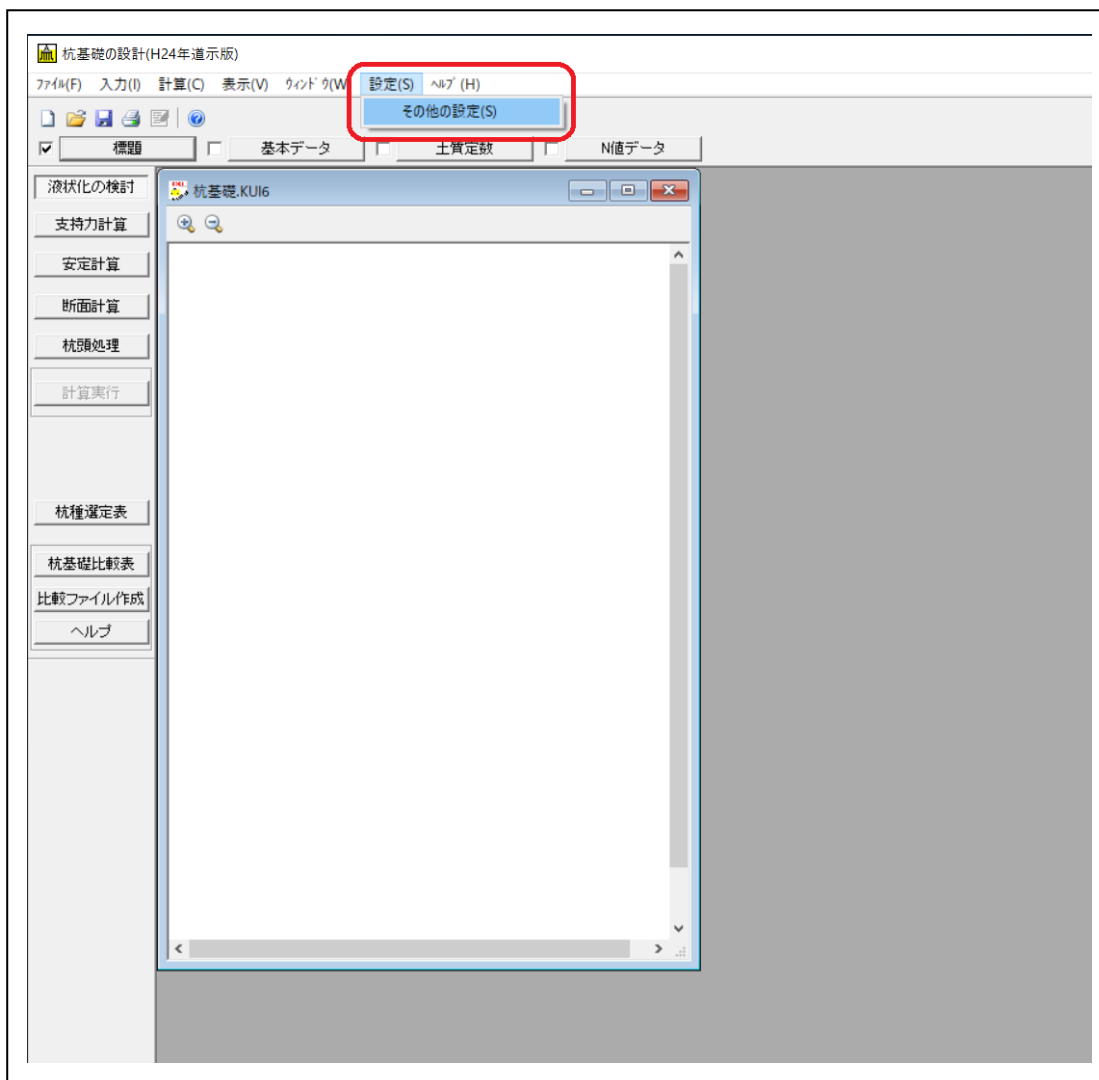 杭基礎の設計(H24年道示版)
ﾌｧｲﾙ(F) 入力(I) 計算(C) 表示(V) ｳｨﾝﾄﾞｳ(W 設定(S) ﾍﾙﾌﾟ(H)
その他の設定(S)
標題 基本データ 土質定数 N値データ
液状化の検討
杭基礎.KUI6
支持力計算
安定計算
断面計算
杭頭処理
計算実行
杭種選定表
杭基礎比較表
比較ファイル作成
ヘルプ